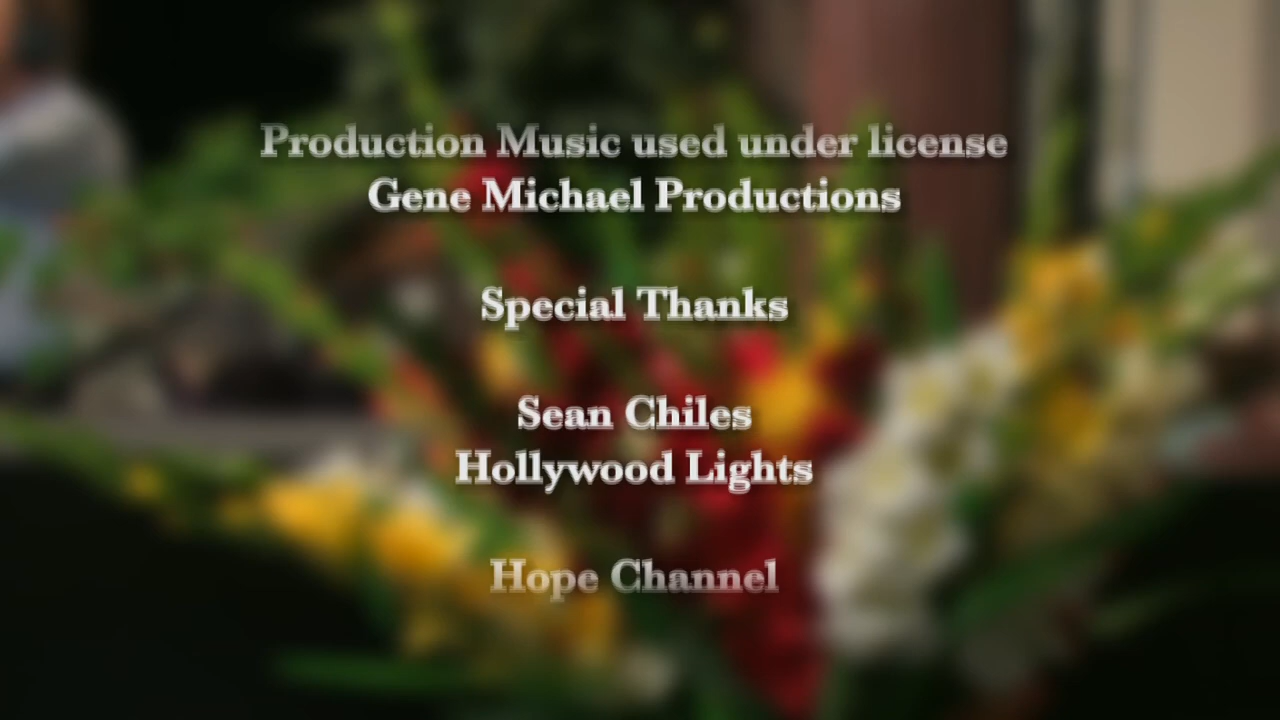 Production Music used under license
Gene Michael Productions
Special Thanks
Sean Chiles
Hollywood Lights
Hope Channel